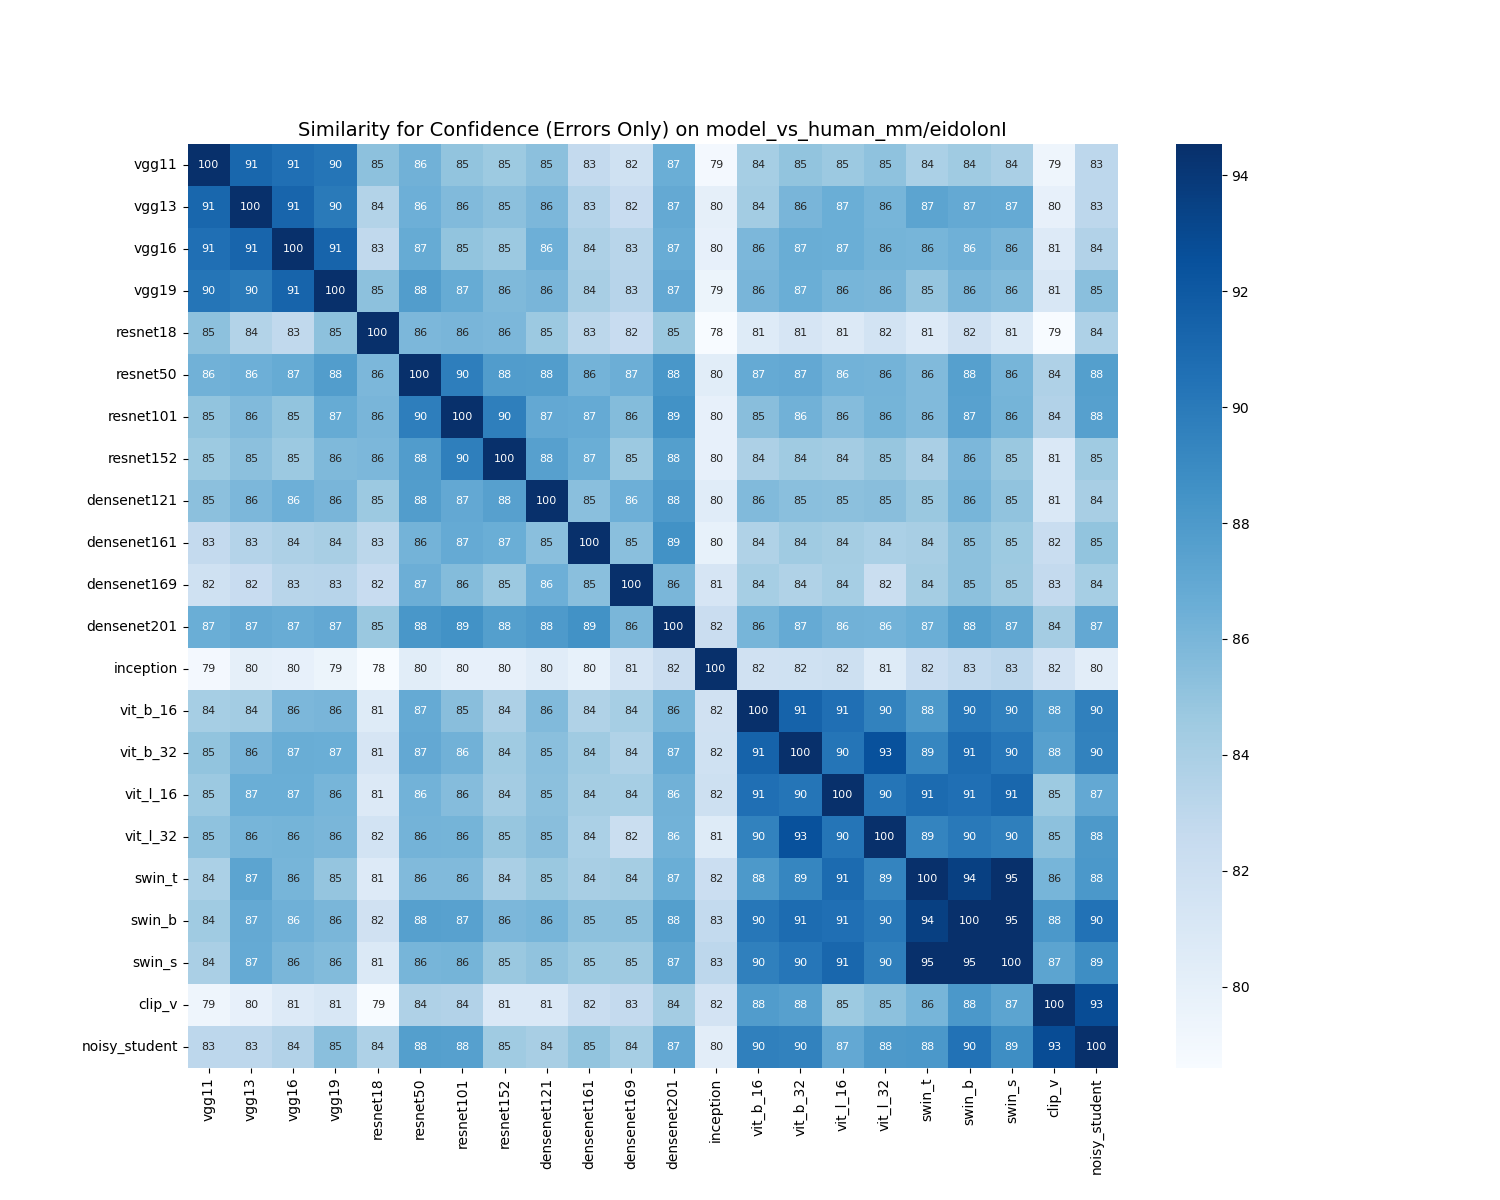 Similarity for Confidence (Errors Only) on model_vs_human_mm/eidolonI
vgg11 100 91 91 90 85 86 85 85 85 83 82 87 79 84 85 85 85 84 84 84 79 83
vgg13 91 100 91 90 84 86 86 85 86 83 82 87 80 84 86 87 86 87 87 87 80 83
vgg16 91 91 100 91 83 87 85 85 86 84 83 87 80 86 87 87 86 86 86 86 81 84
vgg19 90 90 91 100 85 88 87 86 86 84 83 87 79 86 87 86 86 85 86 86 81 85
resnet18 85 84 83 85 100 86 86 86 85 83 82 85 78 81 81 81 82 81 82 81 79 84
resnet50 86 86 87 88 86 100 90 88 88 86 87 88 80 87 87 86 86 86 88 86 84 88
resnet101 85 86 85 87 86 90 100 90 87 87 86 89 80 85 86 86 86 86 87 86 84 88
resnet152 85 85 85 86 86 88 90 100 88 87 85 88 80 84 84 84 85 84 86 85 81 85
densenet121 85 86 86 86 85 88 87 88 100 85 86 88 80 86 85 85 85 85 86 85 81 84
densenet161 83 83 84 84 83 86 87 87 85 100 85 89 80 84 84 84 84 84 85 85 82 85
densenet169 82 82 83 83 82 87 86 85 86 85 100 86 81 84 84 84 82 84 85 85 83 84
densenet201 87 87 87 87 85 88 89 88 88 89 86 100 82 86 87 86 86 87 88 87 84 87
inception 79 80 80 79 78 80 80 80 80 80 81 82 100 82 82 82 81 82 83 83 82 80
vit_b_16 84 84 86 86 81 87 85 84 86 84 84 86 82 100 91 91 90 88 90 90 88 90
vit_b_32 85 86 87 87 81 87 86 84 85 84 84 87 82 91 100 90 93 89 91 90 88 90
vit_l_16 85 87 87 86 81 86 86 84 85 84 84 86 82 91 90 100 90 91 91 91 85 87
vit_l_32 85 86 86 86 82 86 86 85 85 84 82 86 81 90 93 90 100 89 90 90 85 88
swin_t 84 87 86 85 81 86 86 84 85 84 84 87 82 88 89 91 89 100 94 95 86 88
swin_b 84 87 86 86 82 88 87 86 86 85 85 88 83 90 91 91 90 94 100 95 88 90
swin_s 84 87 86 86 81 86 86 85 85 85 85 87 83 90 90 91 90 95 95 100 87 89
clip_v 79 80 81 81 79 84 84 81 81 82 83 84 82 88 88 85 85 86 88 87 100 93
noisy_student 83 83 84 85 84 88 88 85 84 85 84 87 80 90 90 87 88 88 90 89 93 100
vgg11 vgg13 vgg16 vgg19 resnet18 resnet50 resnet101 resnet152 densenet121 densenet161 densenet169 densenet201 inception vit_b_16 vit_b_32 vit_l_16 vit_l_32 swin_t swin_b swin_s clip_v noisy_student
94
92
90
88
86
84
82
80